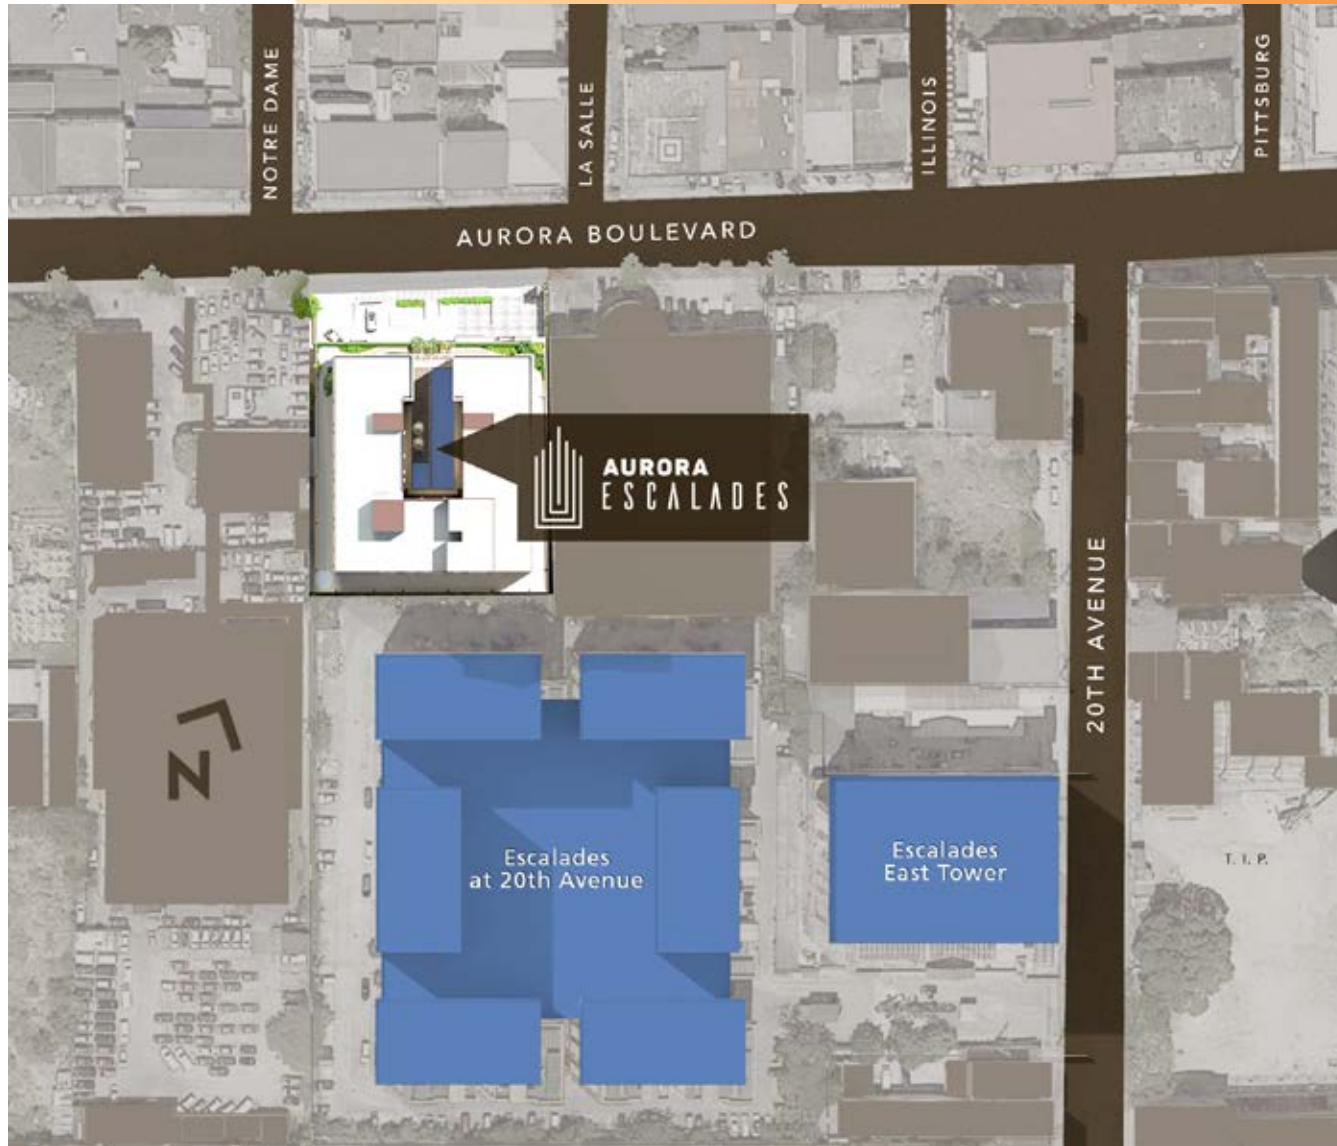 NOTRE DAME
LA SALLE
ILLINOIS
PITTSBURG
AURORA BOULEVARD
AURORA
ESCALADES
20TH AVENUE
N
Escalades
at 20th Avenue
Escalades
East Tower
T. I. P.